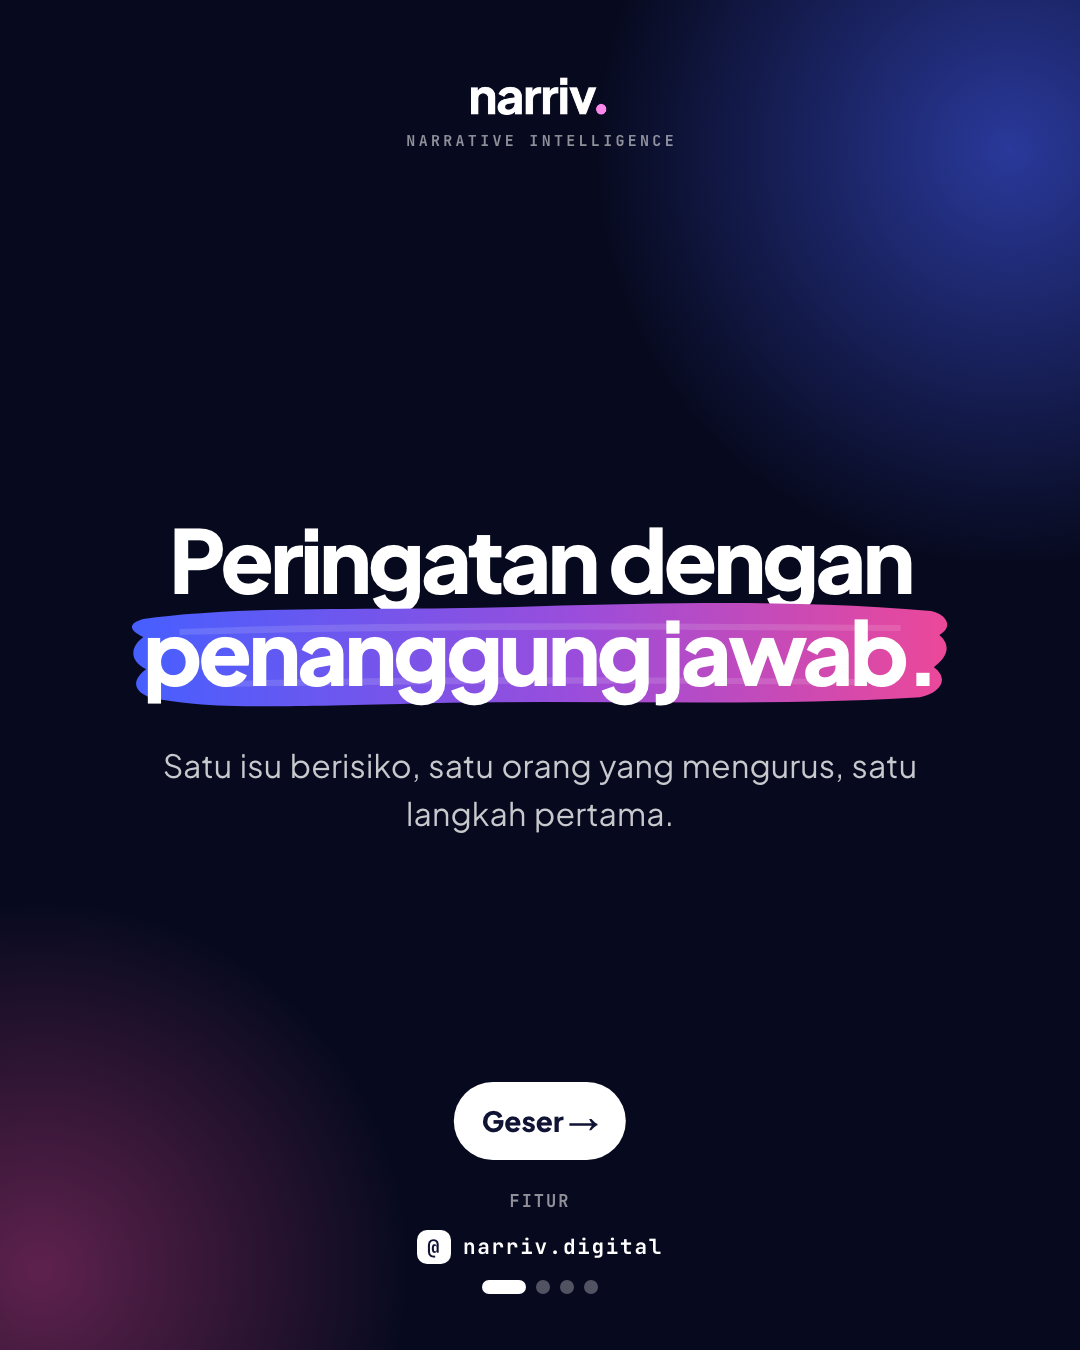 narriv.
NARRATIVE INTELLIGENCE
Peringatan dengan
penanggung jawab.
Satu isu berisiko, satu orang yang mengurus, satu
langkah pertama.
Geser →
FITUR
@ narriv.digital